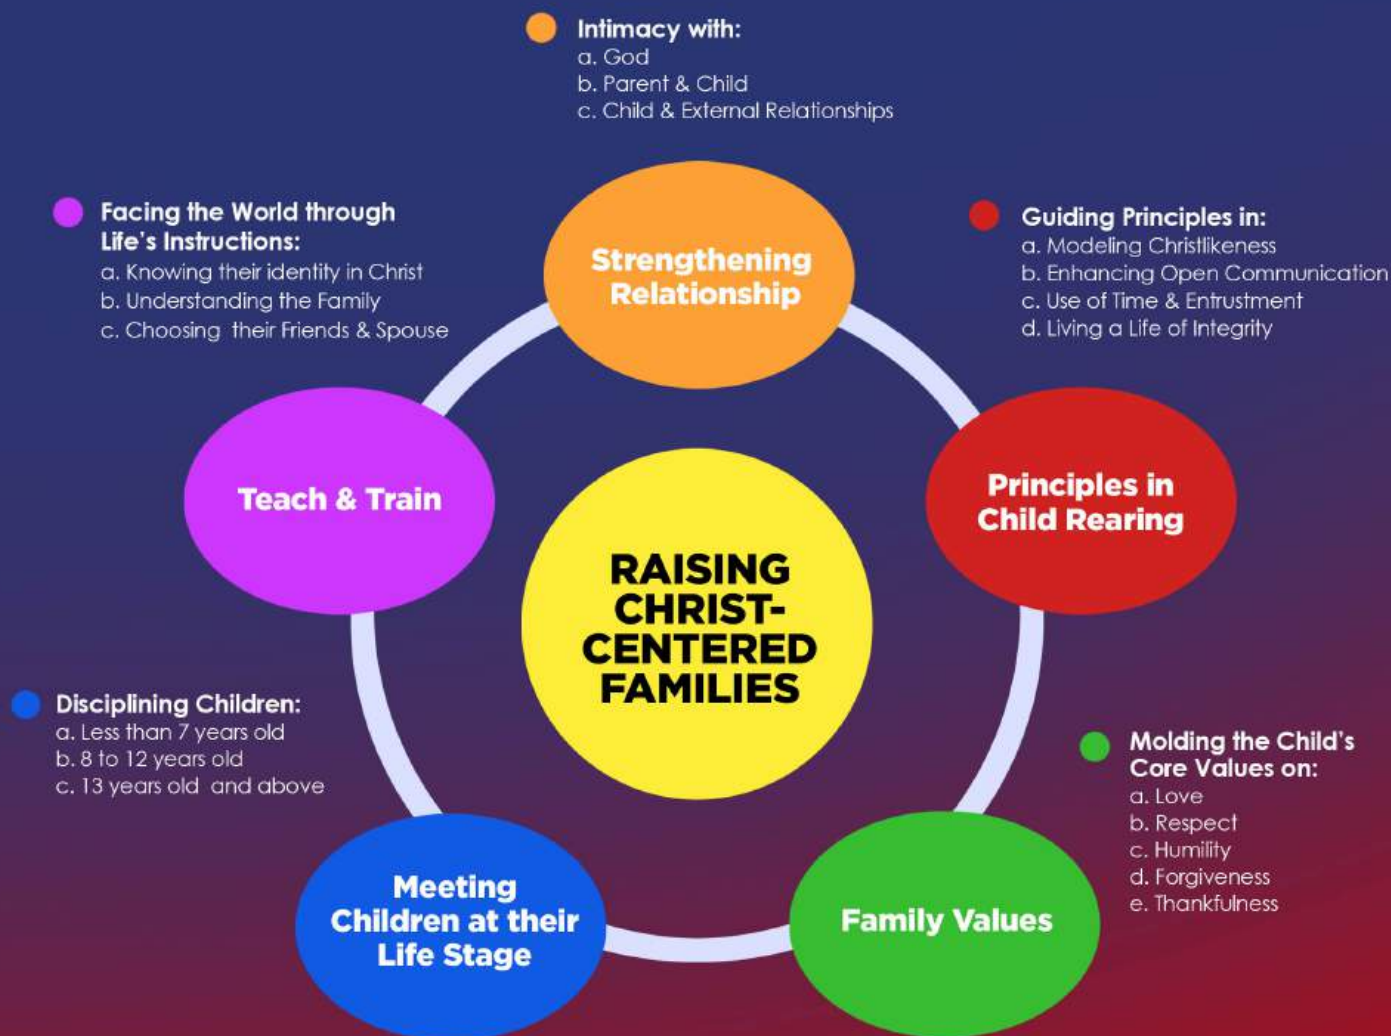 Intimacy with:
a. God
b. Parent & Child
c. Child & External Relationships
Facing the World through
Life's Instructions:
a. Knowing their identity in Christ
b. Understanding the Family
c. Choosing their Friends & Spouse
Strengthening
Relationship
Guiding Principles in:
a. Modeling Christlikeness
b. Enhancing Open Communication
c. Use of Time & Entrustment
d. Living a Life of Integrity
Teach & Train
Principles in
Child Rearing
RAISING
CHRIST-
CENTERED
FAMILIES
Disciplining Children:
a. Less than 7 years old
b. 8 to 12 years old
c. 13 years old and above
Molding the Child's
Core Values on:
a. Love
b. Respect
c. Humility
d. Forgiveness
e. Thankfulness
Meeting
Children at their
Life Stage
Family Values